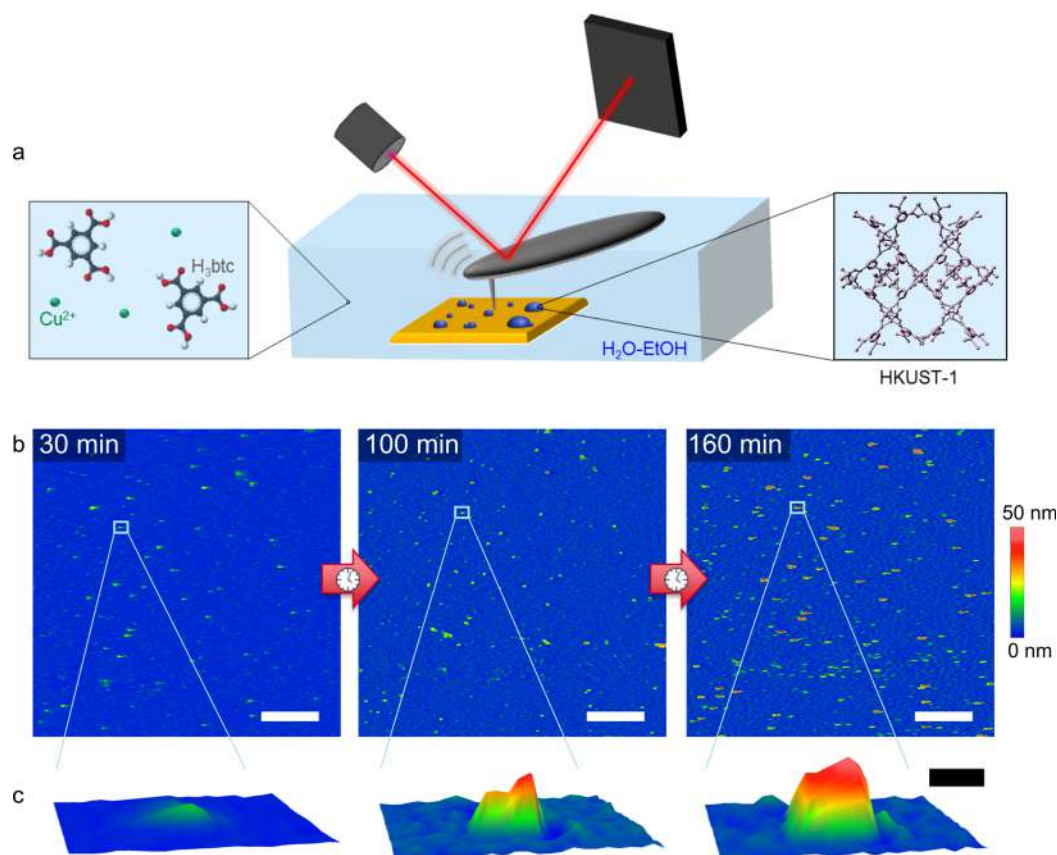 a
H₃btc
Cu²⁺
H₂O-EtOH
HKUST-1
b
30 min
100 min
160 min
50 nm
0 nm
c